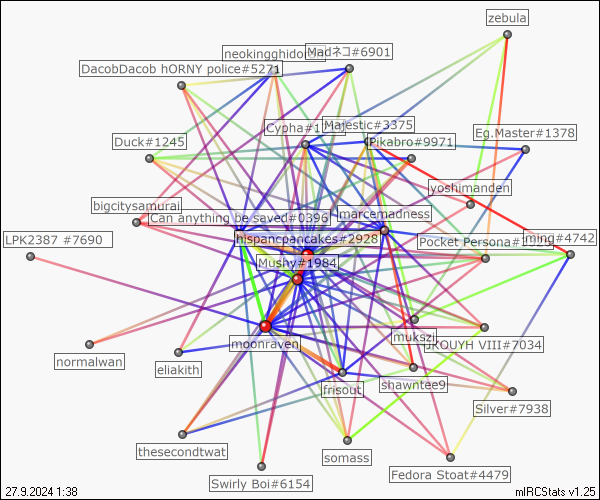 zebula
neokingghidor
Madネコ#6901
DacobDacob hORNY police#5271
Cypha#1
Majestic#3375
Eg.Master#1378
Duck#1245
Pikabro#9971
yoshimanden
bigcitysamurai
Can anything be saved#0396
marcemadness
LPK2387 #7690
hispancpancakes#2928
Pocket Persona#1
ming#4742
Mushy#1984
moonraven
mukszi
KOUYH VIII#7034
normalwan
eliakith
frisout
shawntee9
Silver#7938
thesecondtwat
somass
Fedora Stoat#4479
Swirly Boi#6154
27.9.2024 1:38
mIRCStats v1.25